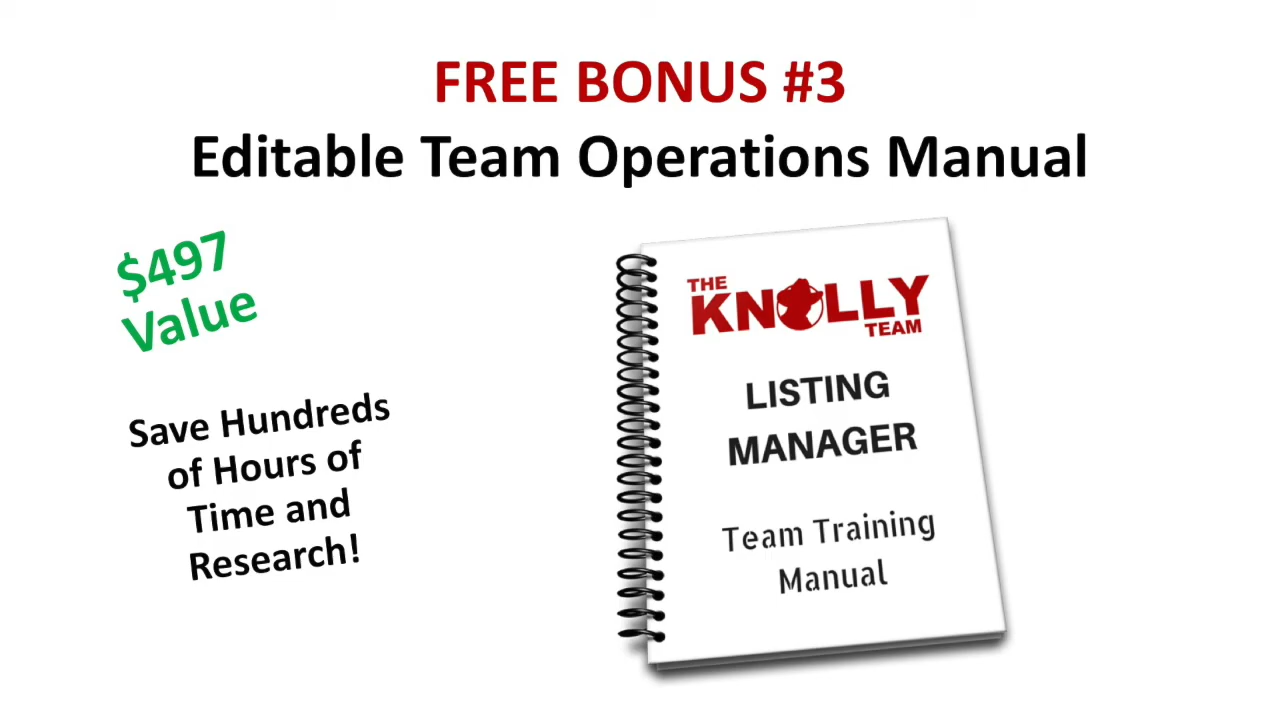 FREE BONUS #3
Editable Team Operations Manual
$497
Value
Save Hundreds
of Hours of
Time and
Research!
THE
KNOLLY
TEAM
LISTING
MANAGER
Team Training
Manual